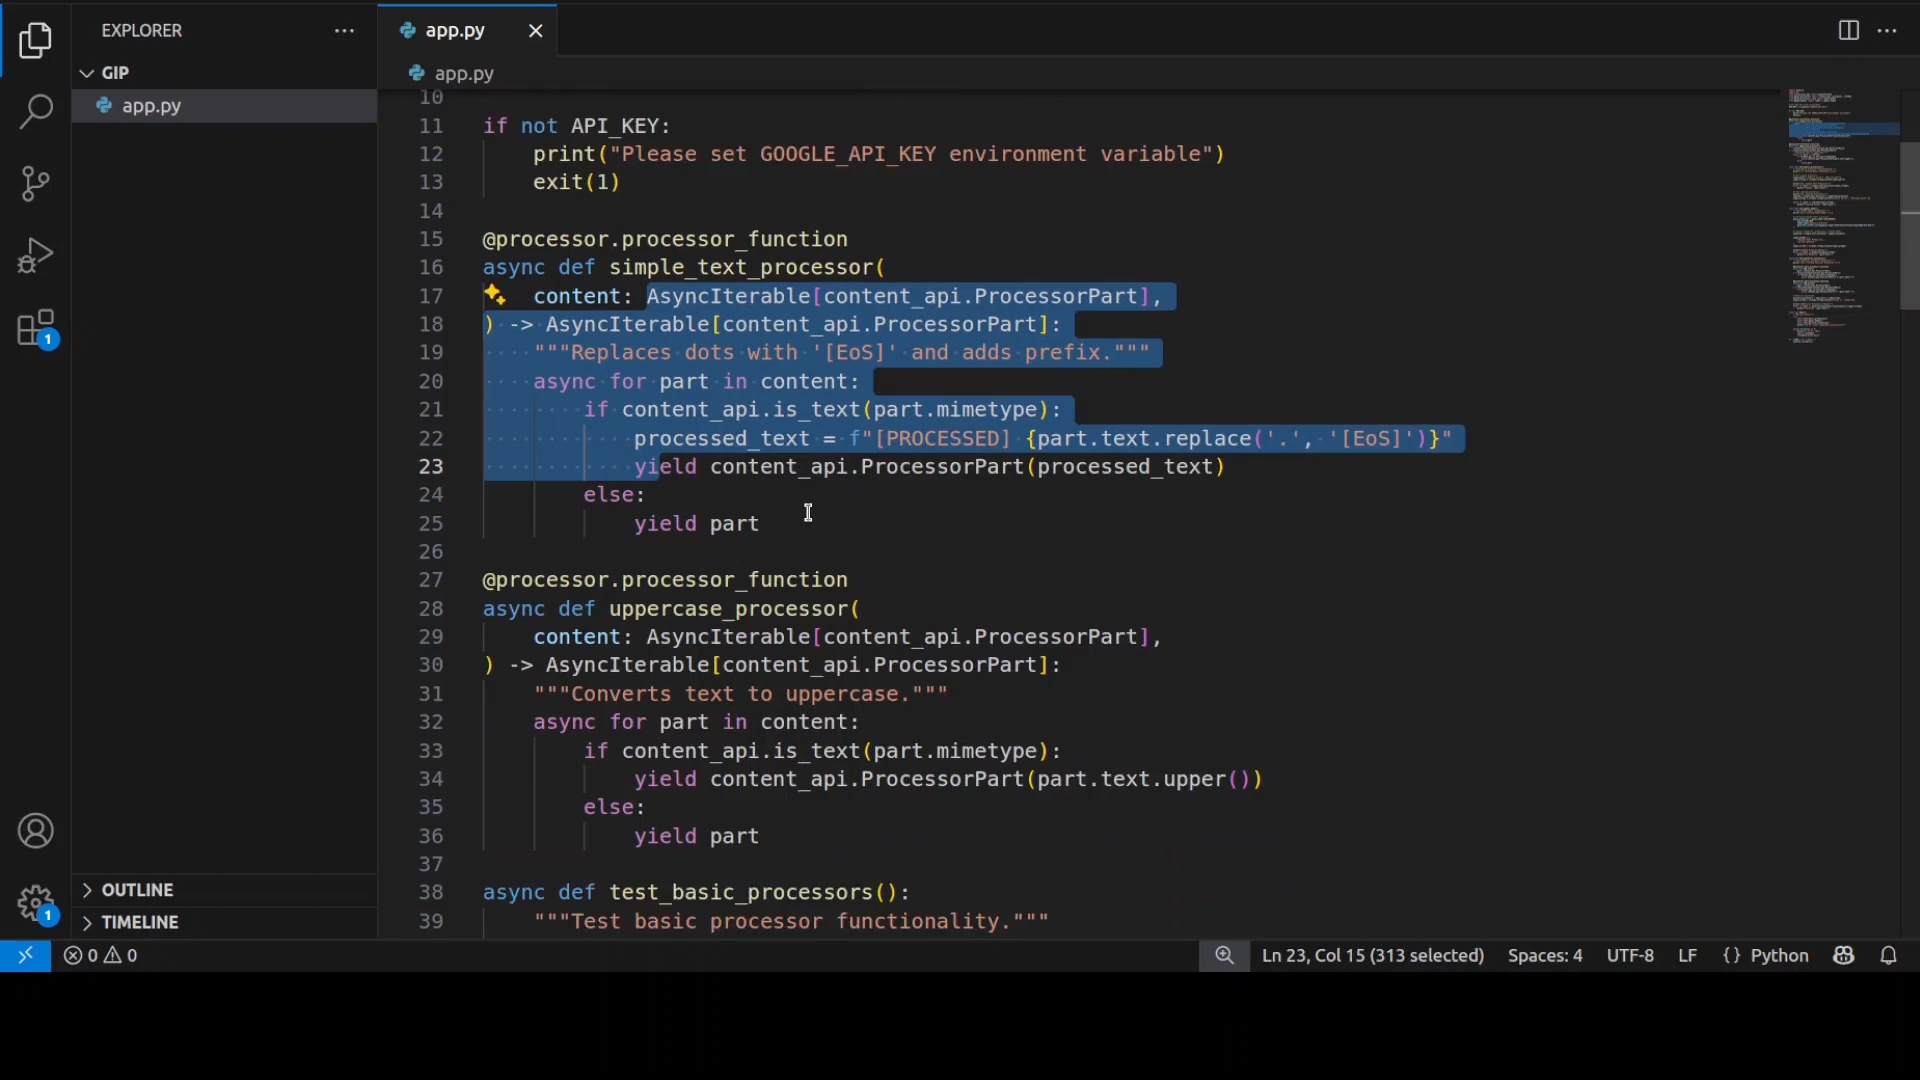 EXPLORER
GIP
app.py
OUTLINE
TIMELINE
app.py
app.py
10
11 if not API_KEY:
12 print("Please set GOOGLE_API_KEY environment variable")
13 exit(1)
14
15 @processor.processor_function
16 async def simple_text_processor(
17 content: AsyncIterable[content_api.ProcessorPart],
18 ) -> AsyncIterable[content_api.ProcessorPart]:
19 """Replaces dots with '[EoS]' and adds prefix."""
20 async for part in content:
21 if content_api.is_text(part.mimetype):
22 processed_text = f"[PROCESSED] {part.text.replace('.', '[EoS]')}"
23 yield content_api.ProcessorPart(processed_text)
24 else:
25 yield part
26
27 @processor.processor_function
28 async def uppercase_processor(
29 content: AsyncIterable[content_api.ProcessorPart],
30 ) -> AsyncIterable[content_api.ProcessorPart]:
31 """Converts text to uppercase."""
32 async for part in content:
33 if content_api.is_text(part.mimetype):
34 yield content_api.ProcessorPart(part.text.upper())
35 else:
36 yield part
37
38 async def test_basic_processors():
39 """Test basic processor functionality."""
1
1
0 0 Ln 23, Col 15 (313 selected) Spaces: 4 UTF-8 LF {} Python